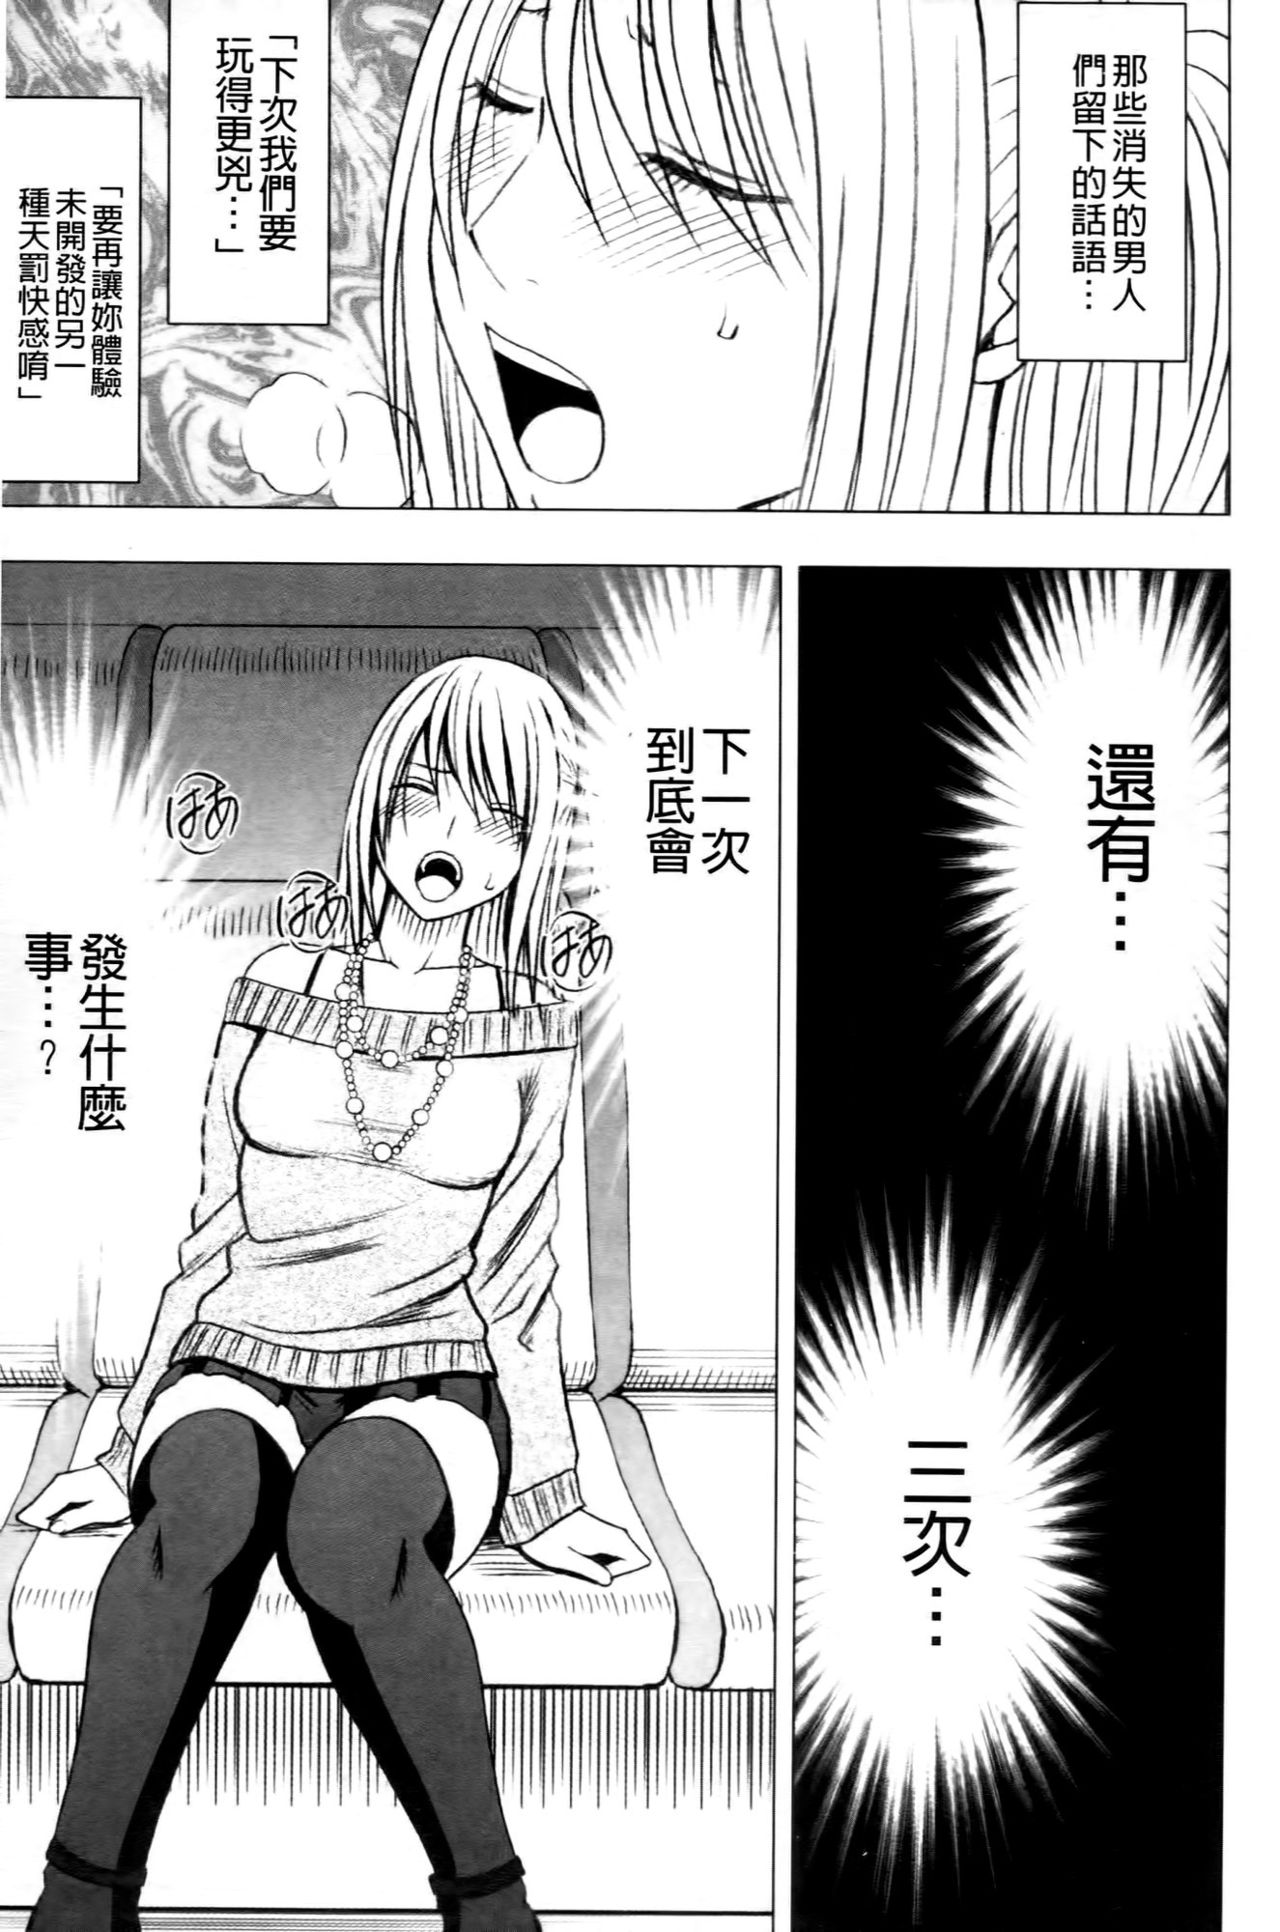 那些消失的男人
們留下的話語…
「下次我們要
玩得更兇…」
「要再讓妳體驗
未開發的另一
種天罰快感唷」
還有…
三次…
下一次
到底會
はあ
はあ
はあ
發生什麼
事…？